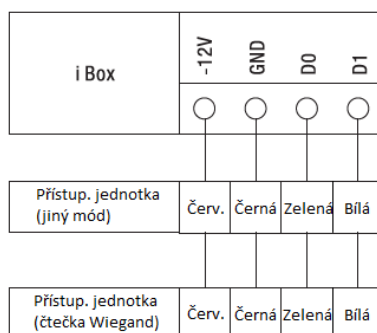 i Box
-12V
GND
D0
D1
Přístup. jednotka
(jiný mód)
Červ.
Černá
Zelená
Bílá
Přístup. jednotka
(čtečka Wiegand)
Červ.
Černá
Zelená
Bílá